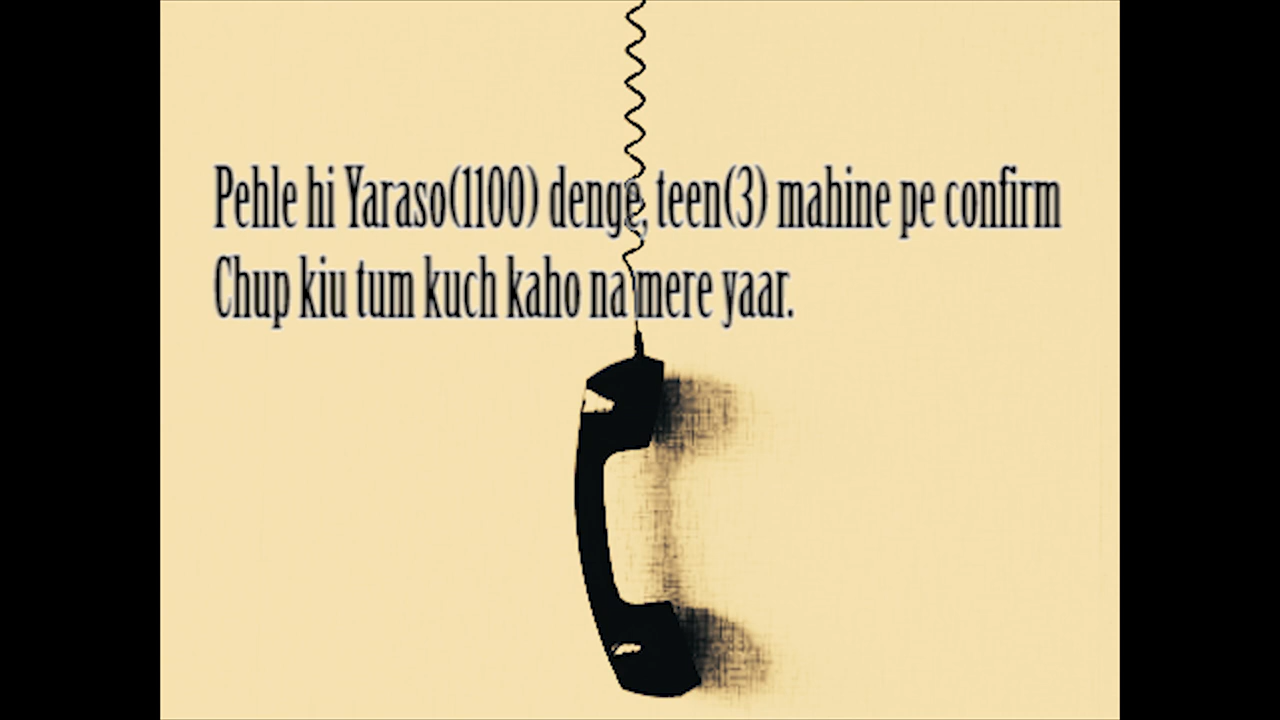 Pehle hi Yaraso(1100) denge, teen(3) mahine pe confirm
Chup kiu tum kuch kaho na mere yaar.